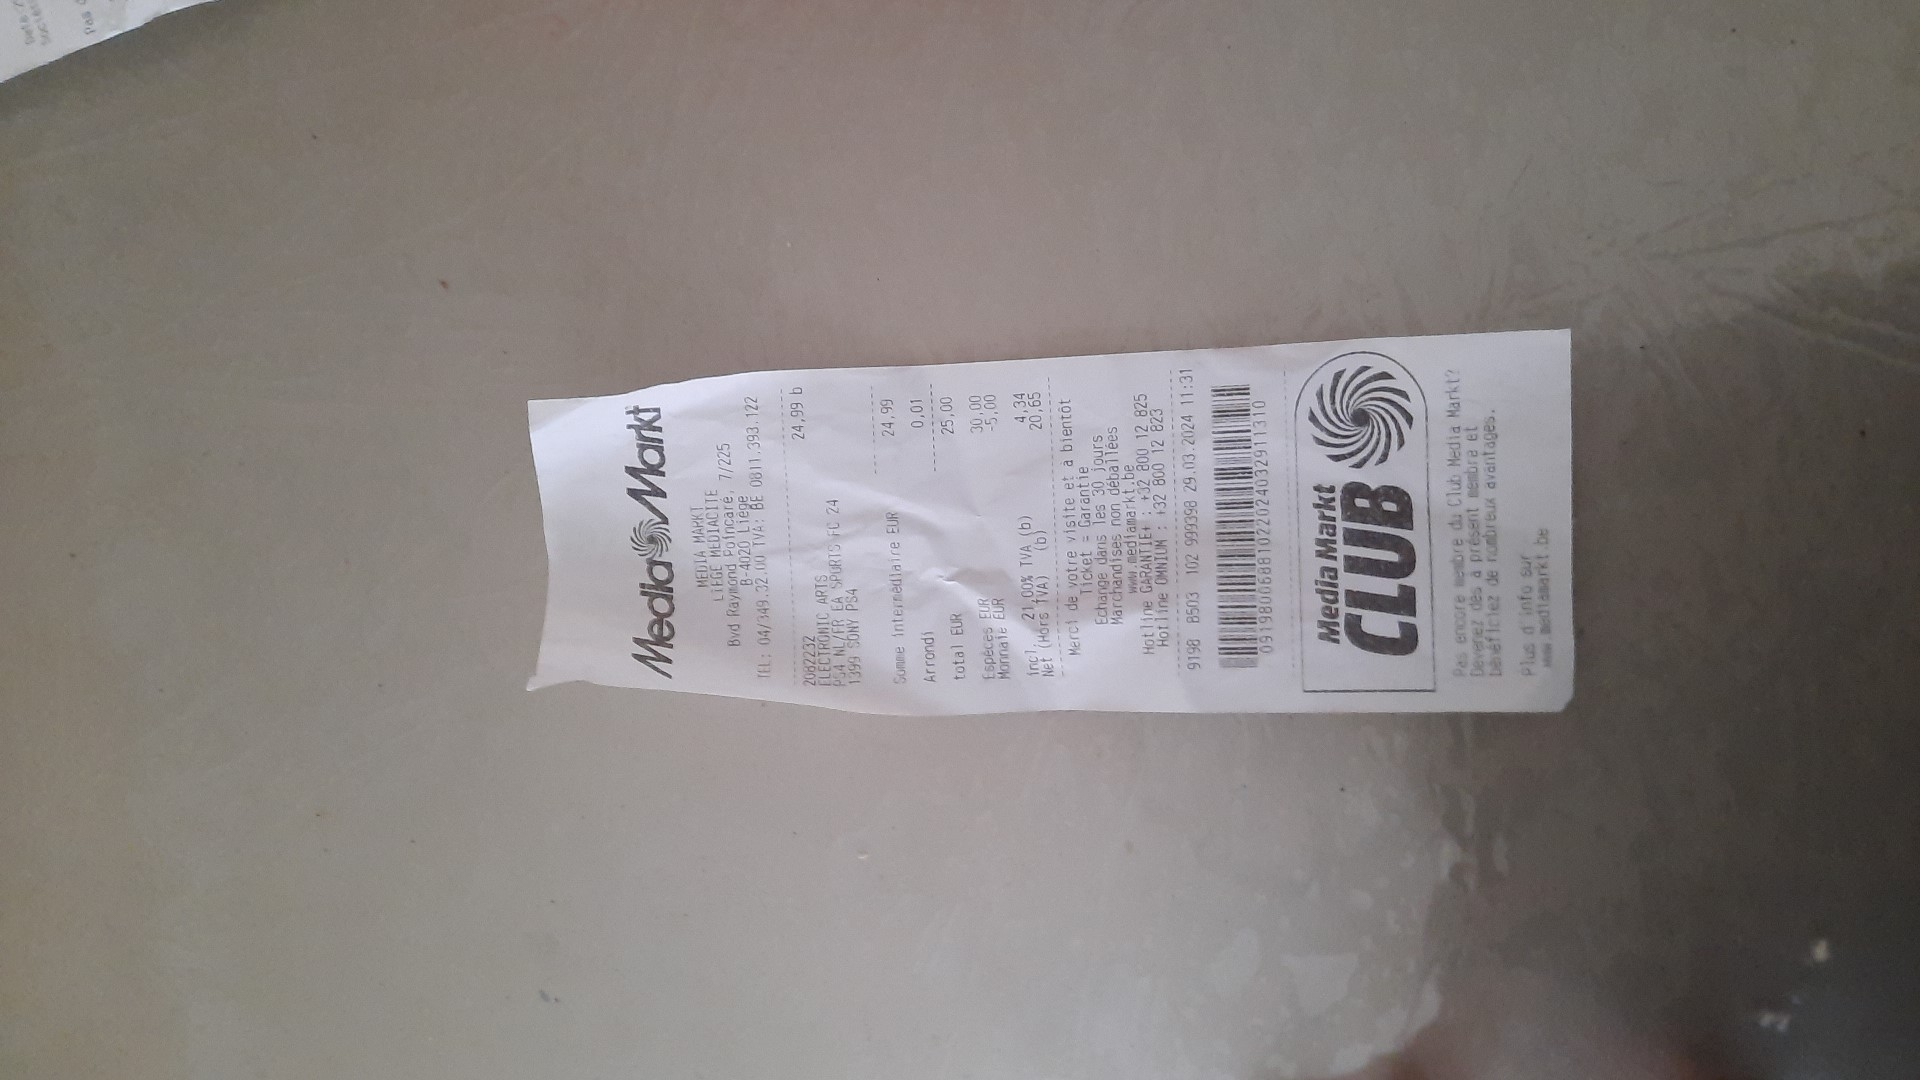 Media Markt
MEDIA MARKT
LIEGE MEDIACITE
Bvd Raymond Poincaré, 7/225
B-4020 Liège
TEL: 04/349.32.00 TVA: BE 0811.393.122
24,99 b
2082232
ELECTRONIC ARTS
PS4 NL/FR EA SPORTS FC 24
1399 SONY PS4
Somme intermédiaire EUR 24,99
Arrondi 0,01
total EUR 25,00
Espèces EUR 30,00
Monnaie EUR -5,00
incl. 21,00% TVA (b) 4,34
Net (Hors TVA) (b) 20,65
Merci de votre visite et à bientôt
Ticket = Garantie
Echange dans les 30 jours
Marchandises non déballées
www.mediamarkt.be
Hotline GARANTIE+ : +32 800 12 825
Hotline OMNIUM : +32 800 12 823
9198 8503 102 999398 29.03.2024 11:31
Media Markt
CLUB
Pas encore membre du Club Media Markt?
Devenez dès à présent membre et
bénéficiez de nombreux avantages.
Plus d'info sur
www.mediamarkt.be